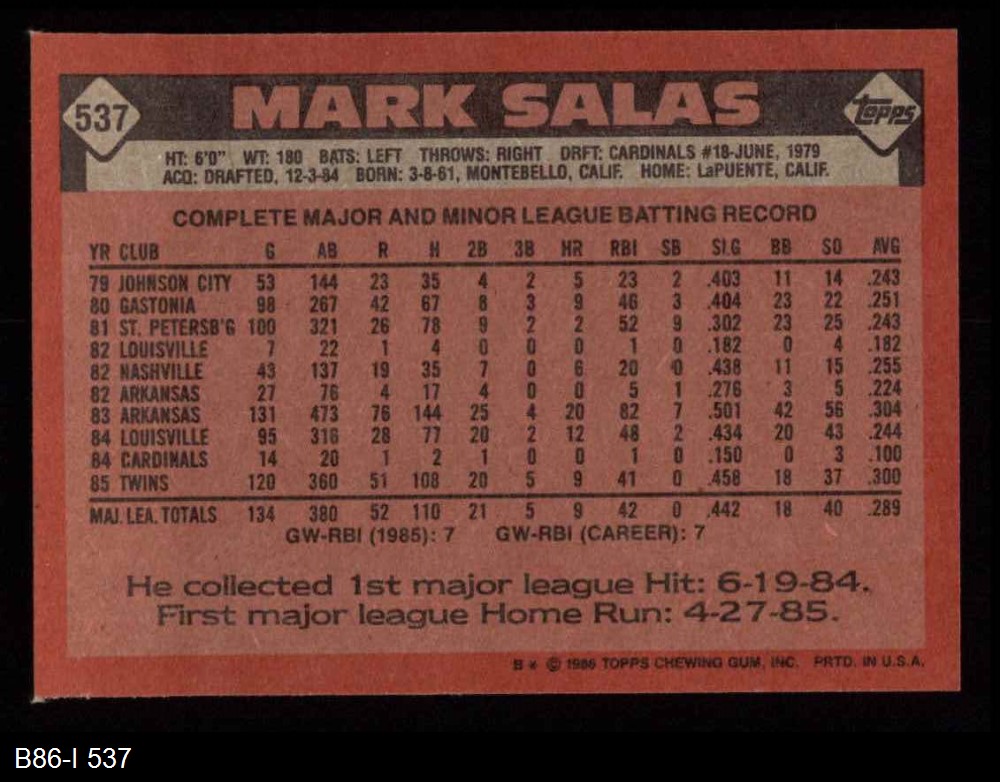 537 MARK SALAS Topps
HT: 6'0" WT: 180 BATS: LEFT THROWS: RIGHT DRFT: CARDINALS #18-JUNE, 1979
ACQ: DRAFTED, 12-3-84 BORN: 3-8-61, MONTEBELLO, CALIF. HOME: LaPUENTE, CALIF.
COMPLETE MAJOR AND MINOR LEAGUE BATTING RECORD
YR CLUB G AB R H 2B 3B HR RBI SB SLG BB SO AVG
79 JOHNSON CITY 53 144 23 35 4 2 5 23 2 .403 11 14 .243
80 GASTONIA 98 267 42 67 8 3 9 46 3 .404 23 22 .251
81 ST. PETERSB'G 100 321 26 78 9 2 2 52 9 .302 23 25 .243
82 LOUISVILLE 7 22 1 4 0 0 0 1 0 .182 0 4 .182
82 NASHVILLE 43 137 19 35 7 0 6 20 0 .438 11 15 .255
82 ARKANSAS 27 76 4 17 4 0 0 5 1 .276 3 5 .224
83 ARKANSAS 131 473 76 144 25 4 20 82 7 .501 42 56 .304
84 LOUISVILLE 95 316 28 77 20 2 12 48 2 .434 20 43 .244
84 CARDINALS 14 20 1 2 1 0 0 1 0 .150 0 3 .100
85 TWINS 120 360 51 108 20 5 9 41 0 .458 18 37 .300
MAJ. LEA. TOTALS 134 380 52 110 21 5 9 42 0 .442 18 40 .289
GW-RBI (1985): 7 GW-RBI (CAREER): 7
He collected 1st major league Hit: 6-19-84.
First major league Home Run: 4-27-85.
B* © 1986 TOPPS CHEWING GUM, INC. PRTD. IN U.S.A.
B86-I 537